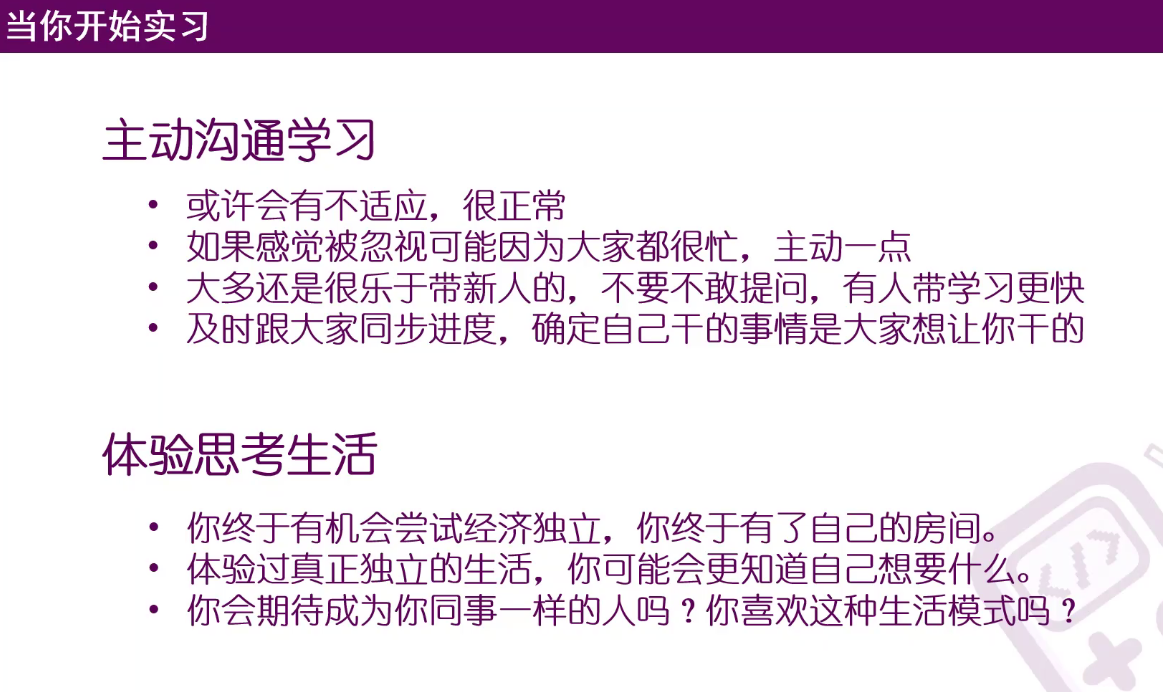 当你开始实习
主动沟通学习
• 或许会有不适应，很正常
• 如果感觉被忽视可能因为大家都很忙，主动一点
• 大多还是很乐于带新人的，不要不敢提问，有人带学习更快
• 及时跟大家同步进度，确定自己干的事情是大家想让你干的
体验思考生活
• 你终于有机会尝试经济独立，你终于有了自己的房间。
• 体验过真正独立的生活，你可能会更知道自己想要什么。
• 你会期待成为你同事一样的人吗？你喜欢这种生活模式吗？